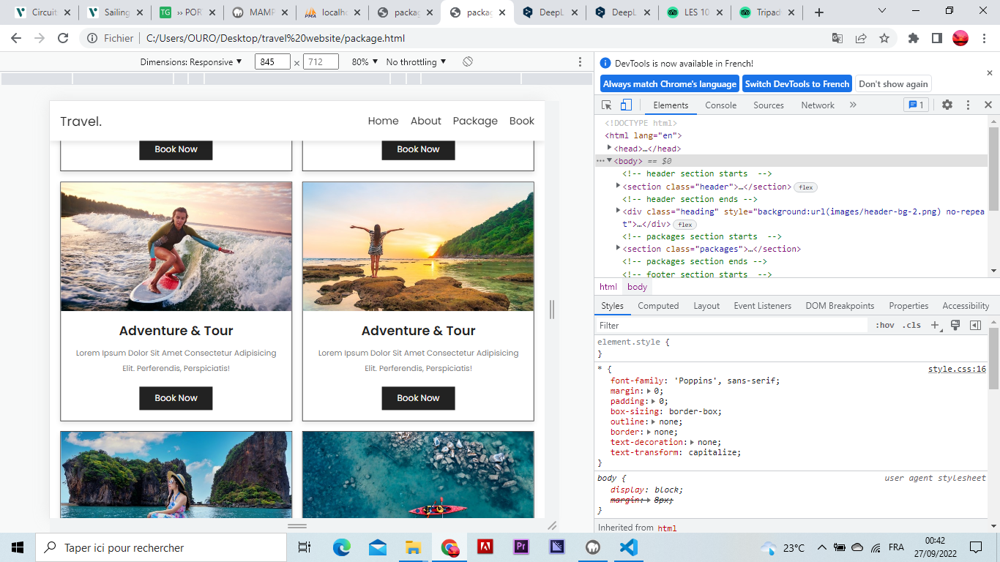 Circuit
Sailing
TG
›› POR
MAMP
PMA
localho
packag
packag
DeepL
DeepL
LES 10
Tripadv
Fichier
C:/Users/OURO/Desktop/travel%20website/package.html
Dimensions: Responsive ▼
845
×
712
80% ▼
No throttling ▼
DevTools is now available in French!
Always match Chrome's language
Switch DevTools to French
Don't show again
Elements
Console
Sources
Network
»
1
Travel.
Home
About
Package
Book
Book Now
Book Now
Adventure & Tour
Lorem Ipsum Dolor Sit Amet Consectetur Adipisicing
Elit. Perferendis, Perspiciatis!
Book Now
Adventure & Tour
Lorem Ipsum Dolor Sit Amet Consectetur Adipisicing
Elit. Perferendis, Perspiciatis!
Book Now
<!DOCTYPE html>
<html lang="en">
<head>…</head>
<body> == $0
<!-- header section starts  -->
<section class="header">…</section> flex
<!-- header section ends -->
<div class="heading" style="background:url(images/header-bg-2.png) no-repea
t">…</div> flex
<!-- packages section starts  -->
<section class="packages">…</section>
<!-- packages section ends -->
<!-- footer section starts  -->
html
body
Styles
Computed
Layout
Event Listeners
DOM Breakpoints
Properties
Accessibility
Filter
:hov
.cls
element.style {
}
* {
style.css:16
font-family: 'Poppins', sans-serif;
margin: 0;
padding: 0;
box-sizing: border-box;
outline: none;
border: none;
text-decoration: none;
text-transform: capitalize;
}
body {
user agent stylesheet
display: block;
margin: 8px;
}
Inherited from html
Taper ici pour rechercher
Pr
23°C
FRA
00:42
27/09/2022